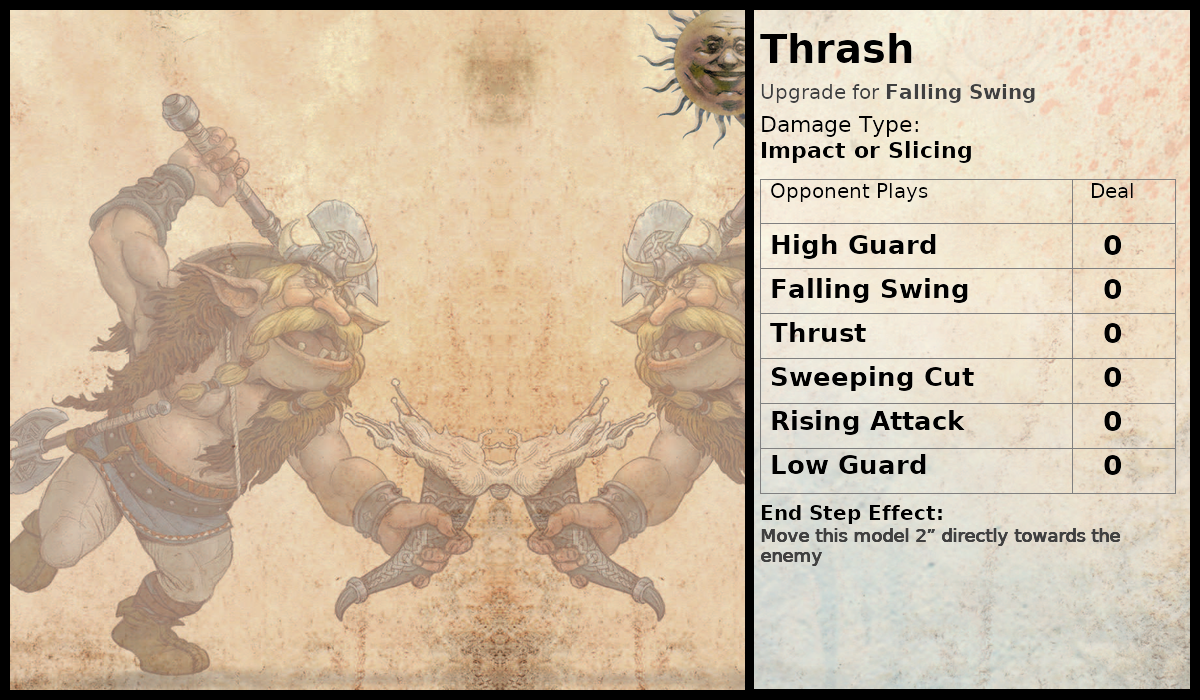 Thrash
Upgrade for Falling Swing
Damage Type:
Impact or Slicing
Opponent Plays Deal
High Guard 0
Falling Swing 0
Thrust 0
Sweeping Cut 0
Rising Attack 0
Low Guard 0
End Step Effect:
Move this model 2″ directly towards the
enemy